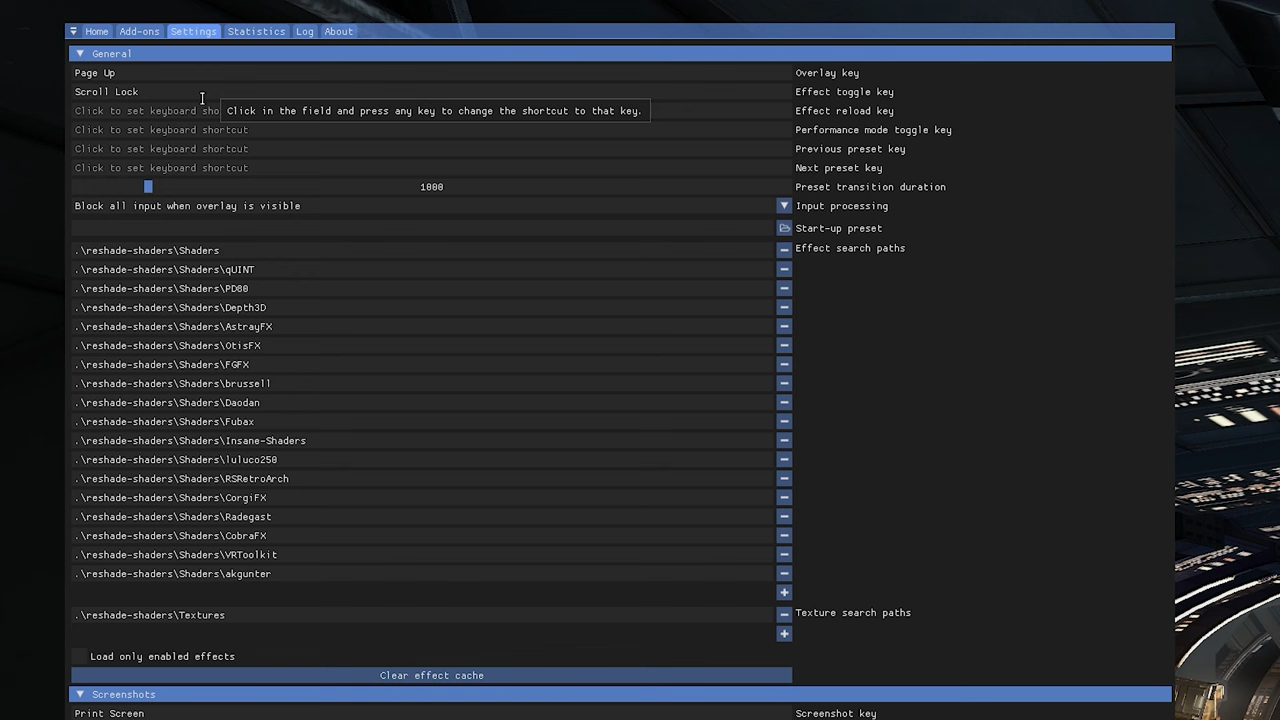 Home Add-ons Settings Statistics Log About
General
Page Up Overlay key
Scroll Lock Effect toggle key
Click to set keyboard sho Effect reload key
Click in the field and press any key to change the shortcut to that key.
Click to set keyboard shortcut Performance mode toggle key
Click to set keyboard shortcut Previous preset key
Click to set keyboard shortcut Next preset key
1000 Preset transition duration
Block all input when overlay is visible Input processing
Start-up preset
.\reshade-shaders\Shaders Effect search paths
.\reshade-shaders\Shaders\qUINT
.\reshade-shaders\Shaders\PD80
.\reshade-shaders\Shaders\Depth3D
.\reshade-shaders\Shaders\AstrayFX
.\reshade-shaders\Shaders\OtisFX
.\reshade-shaders\Shaders\FGFX
.\reshade-shaders\Shaders\brussell
.\reshade-shaders\Shaders\Daodan
.\reshade-shaders\Shaders\Fubax
.\reshade-shaders\Shaders\Insane-Shaders
.\reshade-shaders\Shaders\luluco250
.\reshade-shaders\Shaders\RSRetroArch
.\reshade-shaders\Shaders\CorgiFX
.\reshade-shaders\Shaders\Radegast
.\reshade-shaders\Shaders\CobraFX
.\reshade-shaders\Shaders\VRToolkit
.\reshade-shaders\Shaders\akgunter
.\reshade-shaders\Textures Texture search paths
Load only enabled effects
Clear effect cache
Screenshots
Print Screen Screenshot key